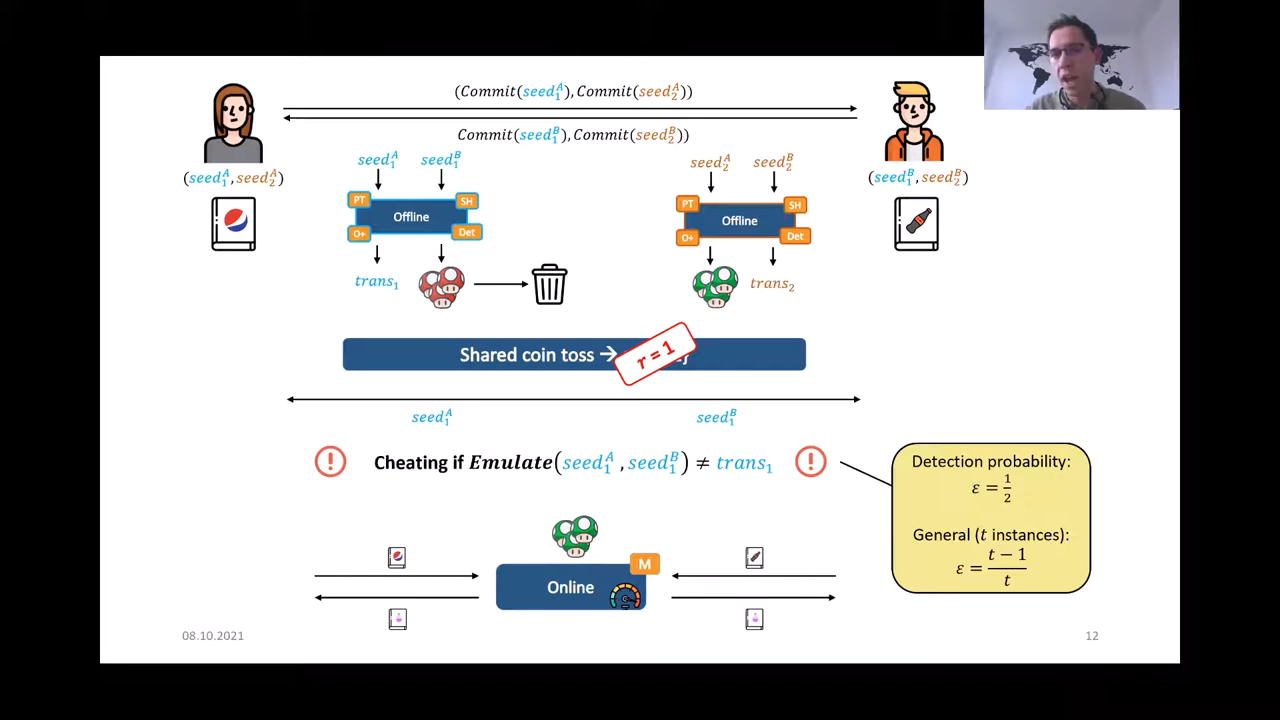 (Commit(seed₁ᴬ), Commit(seed₂ᴬ))
Commit(seed₁ᴮ), Commit(seed₂ᴮ))
(seed₁ᴬ, seed₂ᴬ)
(seed₁ᴮ, seed₂ᴮ)
seed₁ᴬ seed₁ᴮ
seed₂ᴬ seed₂ᴮ
PT SH
Offline
O+ Det
PT SH
Offline
O+ Det
trans₁
trans₂
Shared coin toss →
r = 1
seed₁ᴬ seed₁ᴮ
! Cheating if Emulate(seed₁ᴬ, seed₁ᴮ) ≠ trans₁ !
Detection probability:
ε = 1/2
General (t instances):
ε = (t − 1)/t
M
Online
08.10.2021
12